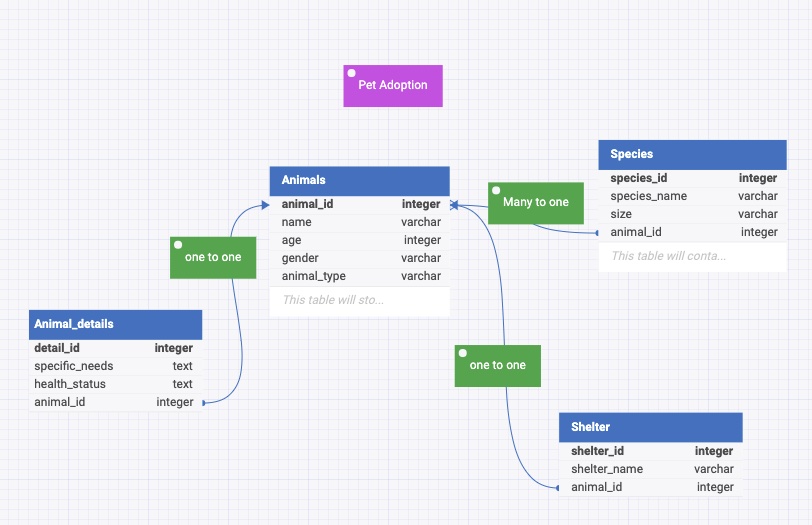 Pet Adoption
Species
species_id integer
species_name varchar
size varchar
animal_id integer
This table will conta...
Animals
animal_id integer
name varchar
age integer
gender varchar
animal_type varchar
This table will sto...
Many to one
one to one
Animal_details
detail_id integer
specific_needs text
health_status text
animal_id integer
one to one
Shelter
shelter_id integer
shelter_name varchar
animal_id integer